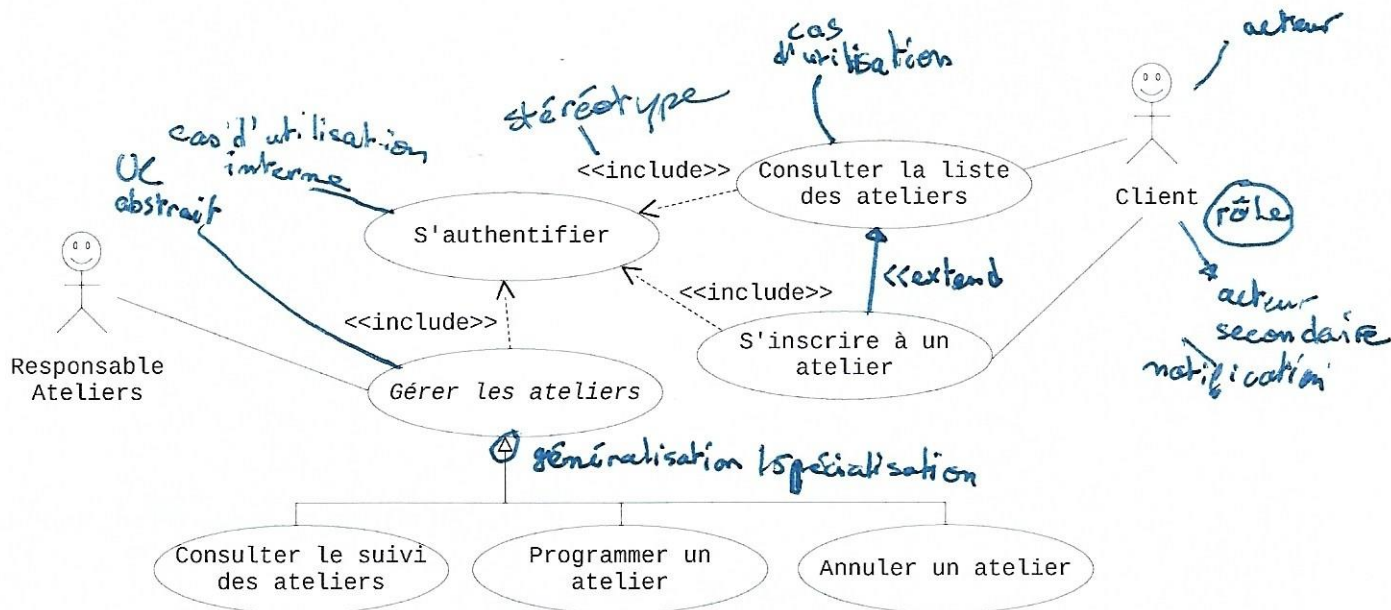 cas
d'utilisation
acteur
stéréotype
cas d'utilisation
interne
UC
abstrait
<<include>>
Consulter la liste
des ateliers
Client
rôle
S'authentifier
<<include>>
<<extend
acteur
secondaire
notification
<<include>>
S'inscrire à un
atelier
Responsable
Ateliers
Gérer les ateliers
généralisation / spécialisation
Consulter le suivi
des ateliers
Programmer un
atelier
Annuler un atelier